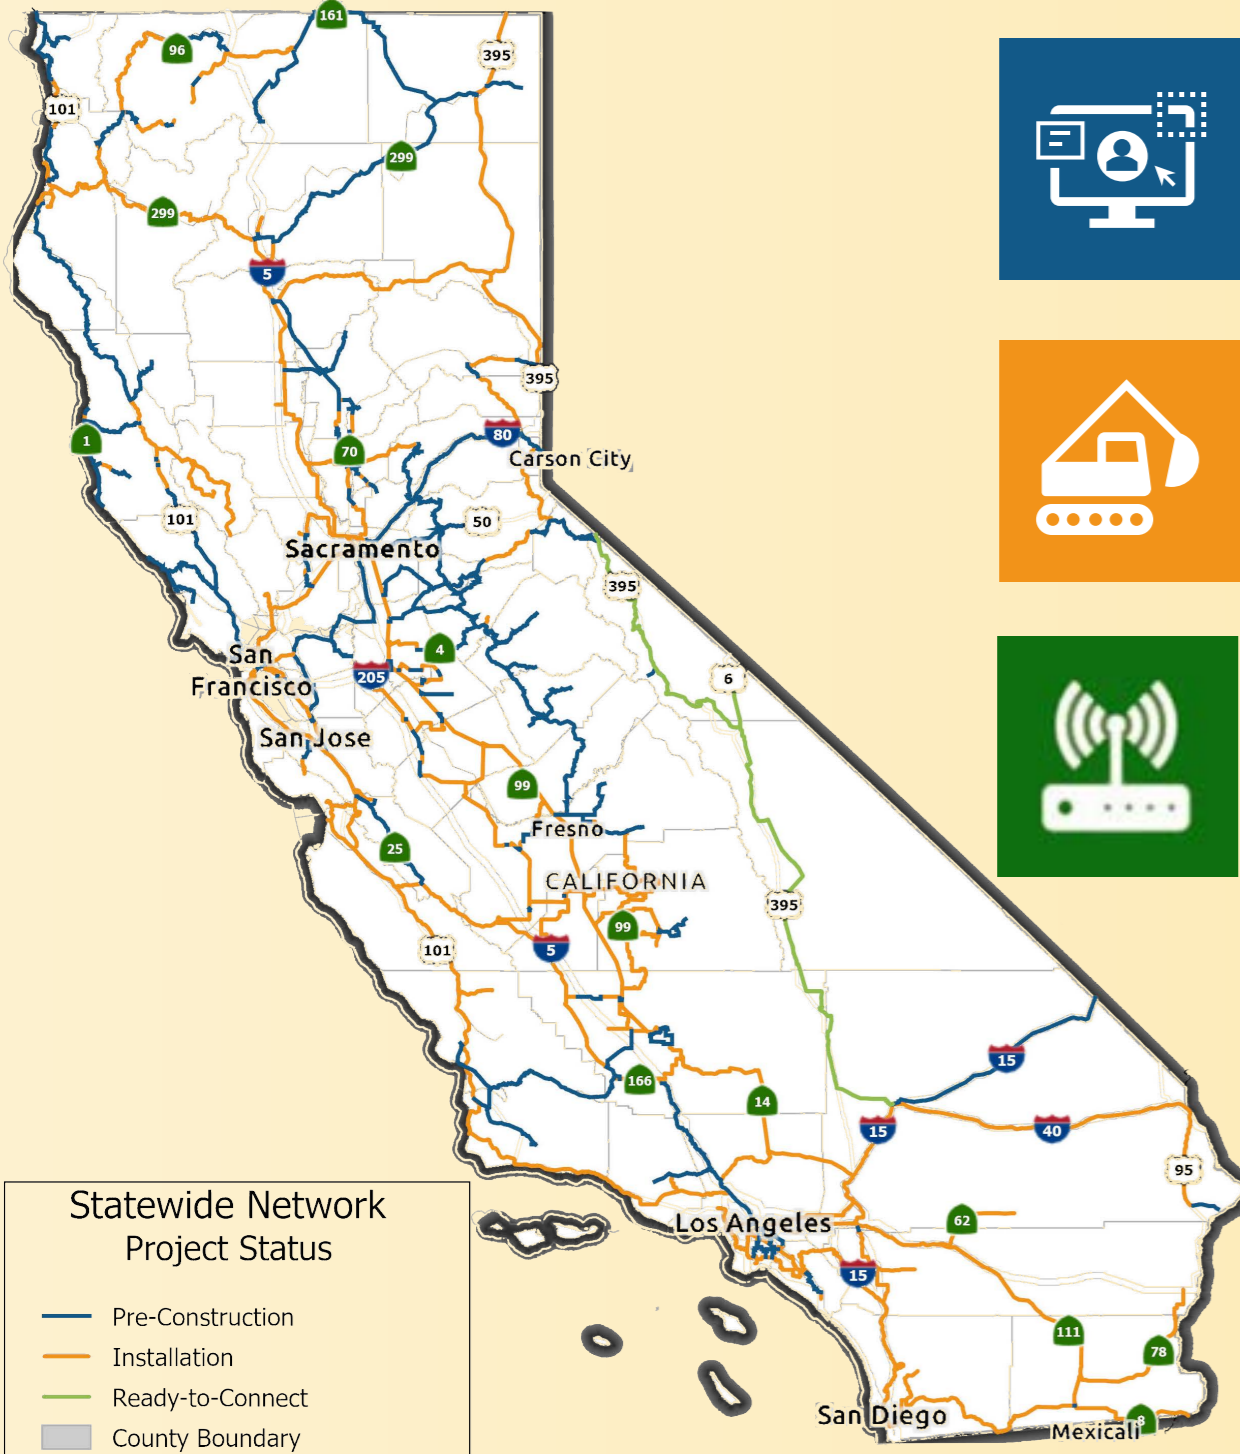 161
96
395
101
299
299
5
395
1
80
Carson City
70
101
50
Sacramento
395
San
Francisco
4
205
6
San Jose
99
Fresno
25
CALIFORNIA
395
99
101
5
15
166
14
15
40
95
Los Angeles
62
15
111
78
San Diego
8
Mexicali
Statewide Network
Project Status
Pre-Construction
Installation
Ready-to-Connect
County Boundary